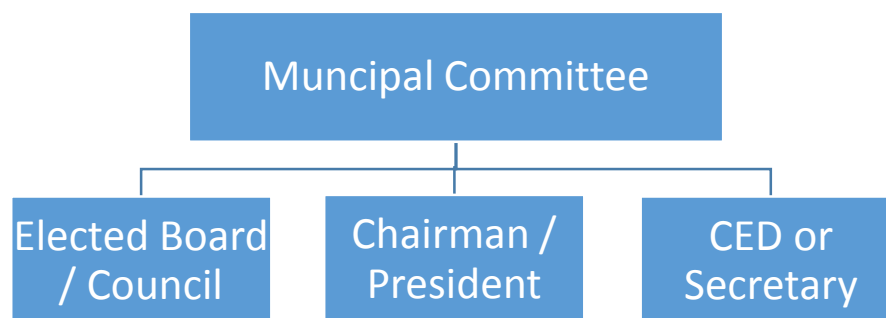 Muncipal Committee
Elected Board
/ Council
Chairman /
President
CED or
Secretary